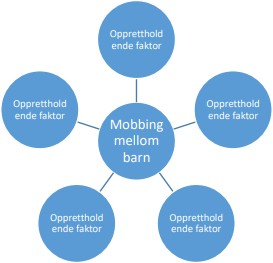 Oppretthold
ende faktor
Oppretthold
ende faktor
Oppretthold
ende faktor
Mobbing
mellom
barn
Oppretthold
ende faktor
Oppretthold
ende faktor